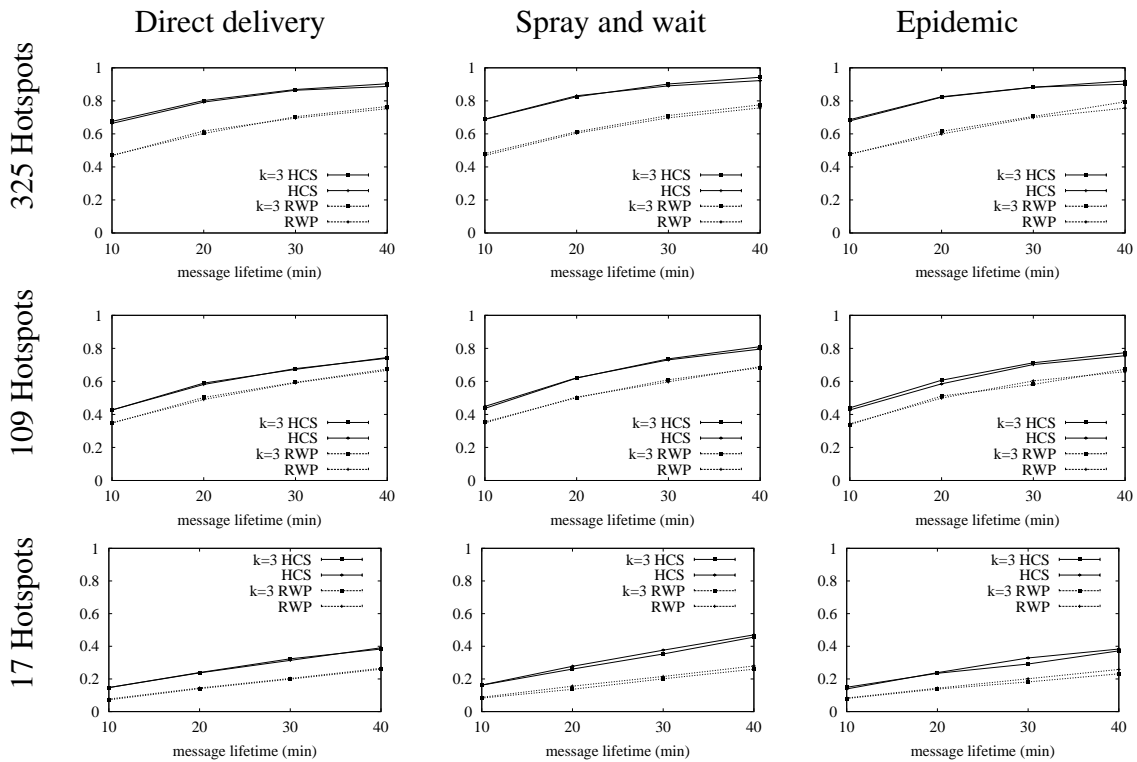 Direct delivery
Spray and wait
Epidemic
325 Hotspots
1
0.8
0.6
0.4
0.2
0
10
20
30
40
k=3 HCS
HCS
k=3 RWP
RWP
message lifetime (min)
1
0.8
0.6
0.4
0.2
0
10
20
30
40
k=3 HCS
HCS
k=3 RWP
RWP
message lifetime (min)
1
0.8
0.6
0.4
0.2
0
10
20
30
40
k=3 HCS
HCS
k=3 RWP
RWP
message lifetime (min)
109 Hotspots
1
0.8
0.6
0.4
0.2
0
10
20
30
40
k=3 HCS
HCS
k=3 RWP
RWP
message lifetime (min)
1
0.8
0.6
0.4
0.2
0
10
20
30
40
k=3 HCS
HCS
k=3 RWP
RWP
message lifetime (min)
1
0.8
0.6
0.4
0.2
0
10
20
30
40
k=3 HCS
HCS
k=3 RWP
RWP
message lifetime (min)
17 Hotspots
1
0.8
0.6
0.4
0.2
0
10
20
30
40
k=3 HCS
HCS
k=3 RWP
RWP
message lifetime (min)
1
0.8
0.6
0.4
0.2
0
10
20
30
40
k=3 HCS
HCS
k=3 RWP
RWP
message lifetime (min)
1
0.8
0.6
0.4
0.2
0
10
20
30
40
k=3 HCS
HCS
k=3 RWP
RWP
message lifetime (min)